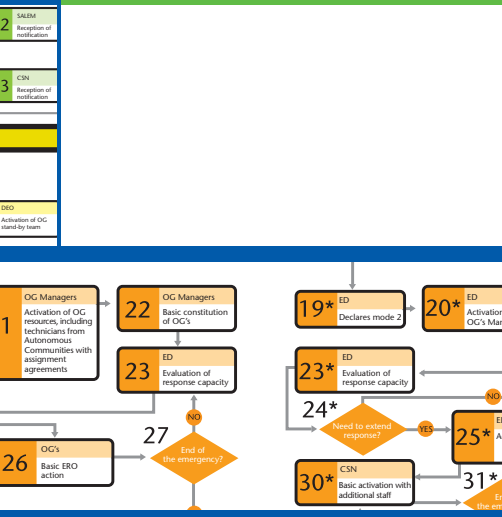 2
SALEM
Reception of
notification
3
CSN
Reception of
notification
DEO
Activation of OG
stand-by team
1
OG Managers
Activation of OG
resources, including
technicians from
Autonomous
Communities with
assignment
agreements
22
OG Managers
Basic constitution
of OG's
23
ED
Evaluation of
response capacity
NO
27
End of
the emergency?
26
OG's
Basic ERO
action
19*
ED
Declares mode 2
20*
ED
OG's
23*
ED
Evaluation of
response capacity
24*
Need to extend
response?
YES
NO
25*
30*
CSN
Basic activation with
additional staff
31*